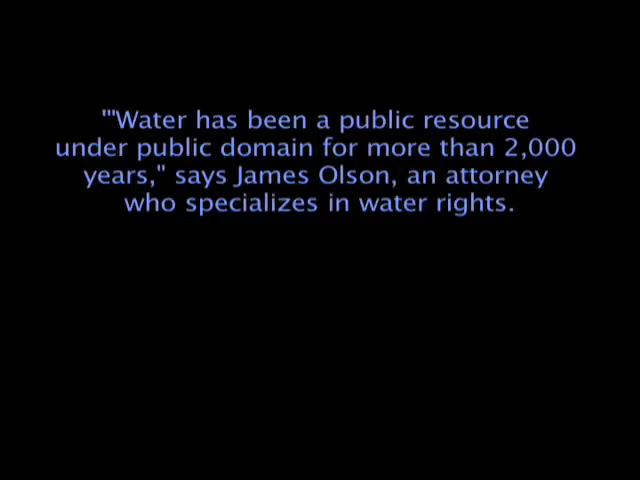 "'Water has been a public resource
under public domain for more than 2,000
years," says James Olson, an attorney
who specializes in water rights.